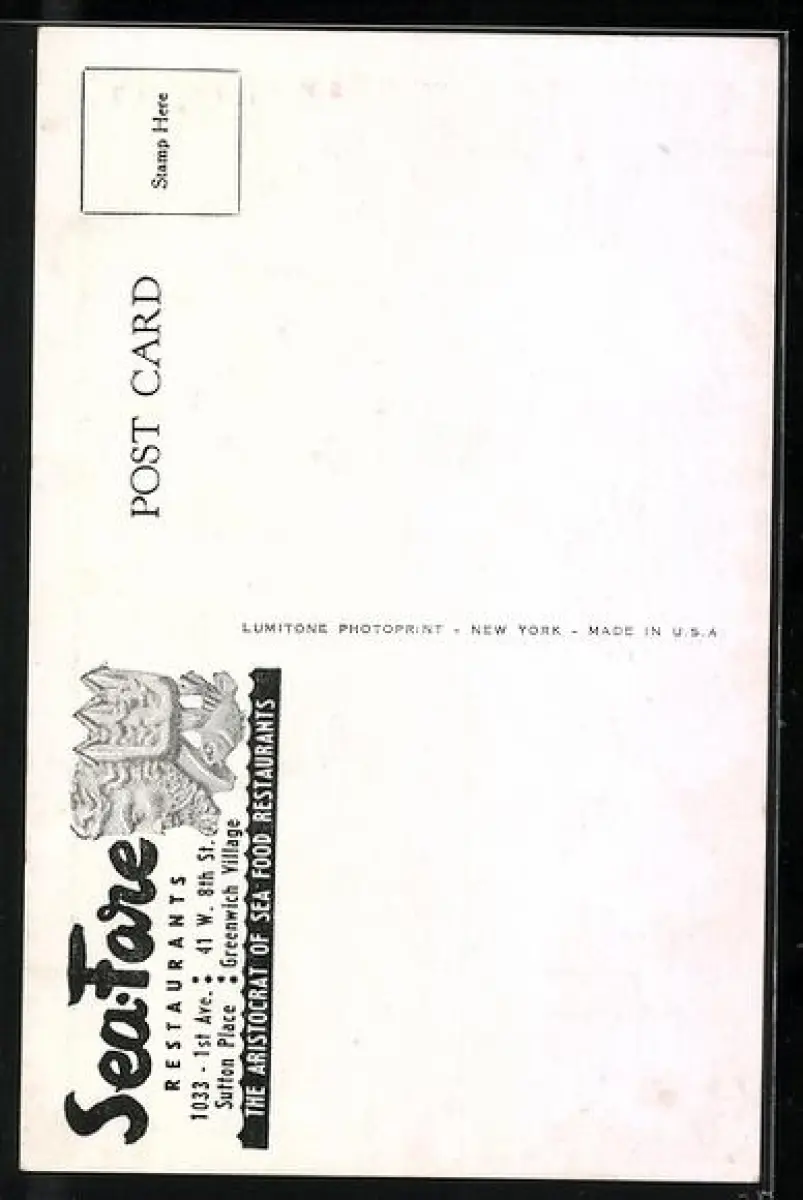 Sea·Fare
RESTAURANTS
1033 - 1st Ave. 41 W. 8th St.
Sutton Place Greenwich Village
THE ARISTOCRAT OF SEA FOOD RESTAURANTS
LUMITONE PHOTOPRINT - NEW YORK - MADE IN U.S.A
POST CARD
Stamp Here